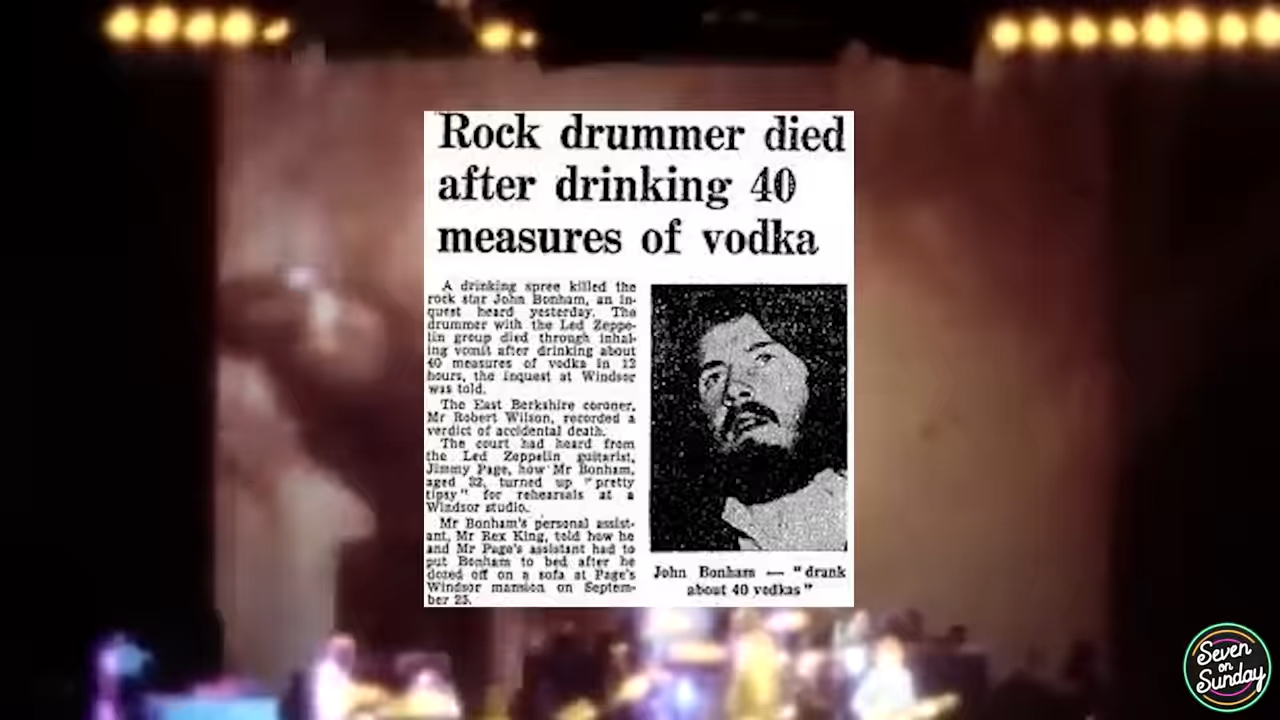 Rock drummer died
after drinking 40
measures of vodka
A drinking spree killed the
rock star John Bonham, an in-
quest heard yesterday. The
drummer with the Led Zeppe-
lin group died through inhal-
ing vomit after drinking about
40 measures of vodka in 12
hours, the inquest at Windsor
was told.
The East Berkshire coroner,
Mr Robert Wilson, recorded a
verdict of accidental death.
The court had heard from
the Led Zeppelin guitarist,
Jimmy Page, how Mr Bonham,
aged 32, turned up "pretty
tipsy" for rehearsals at a
Windsor studio.
Mr Bonham's personal assist-
ant, Mr Rex King, told how he
and Mr Page's assistant had to
put Bonham to bed after he
dozed off on a sofa at Page's
Windsor mansion on Septem-
ber 25.
John Bonham — "drank
about 40 vodkas"
Seven
on
Sunday